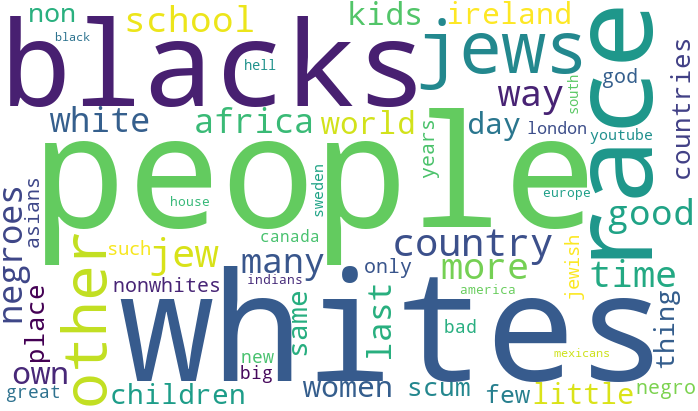 non
black
school
kids
ireland
blacks
hell
jews
race
god
south
countries
way
white
africa
world
day
london
youtube
years
people
asians
negroes
house
sweden
europe
good
other
such
jew
canada
country
many
only
more
jewish
time
nonwhites
indians
whites
america
place
same
last
thing
bad
new
mexicans
own
big
great
children
women
scum
few
little
negro